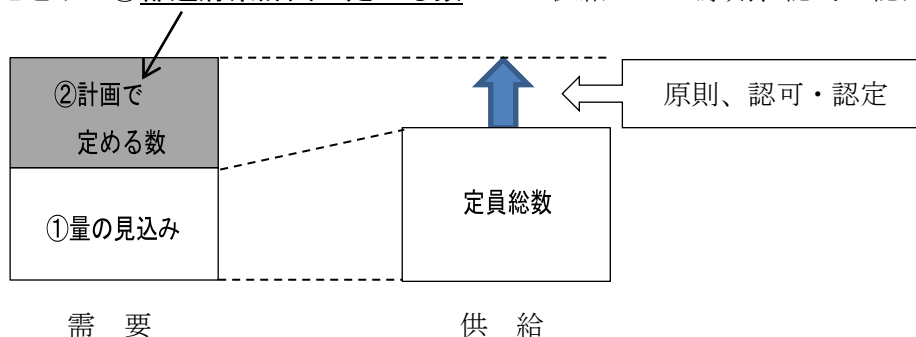 ②計画で
定める数
原則、認可・認定
①量の見込み
定員総数
需　要
供　給